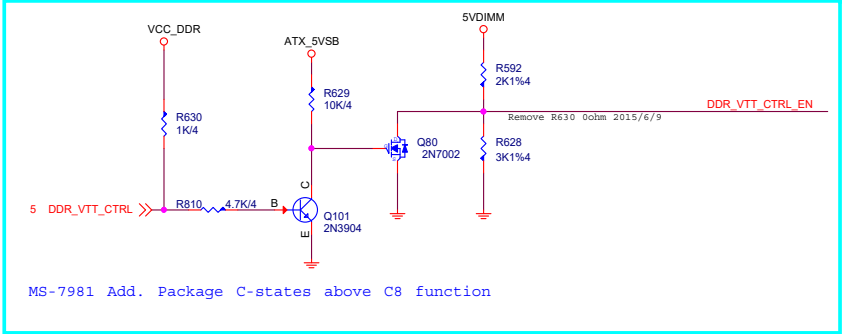 VCC_DDR
ATX_5VSB
5VDIMM
R592
2K1%4
R629
10K/4
DDR_VTT_CTRL_EN
Remove R630 0ohm 2015/6/9
R630
1K/4
Q80
2N7002
R628
3K1%4
5 DDR_VTT_CTRL
R810 4.7K/4
B
C
E
Q101
2N3904
MS-7981 Add. Package C-states above C8 function